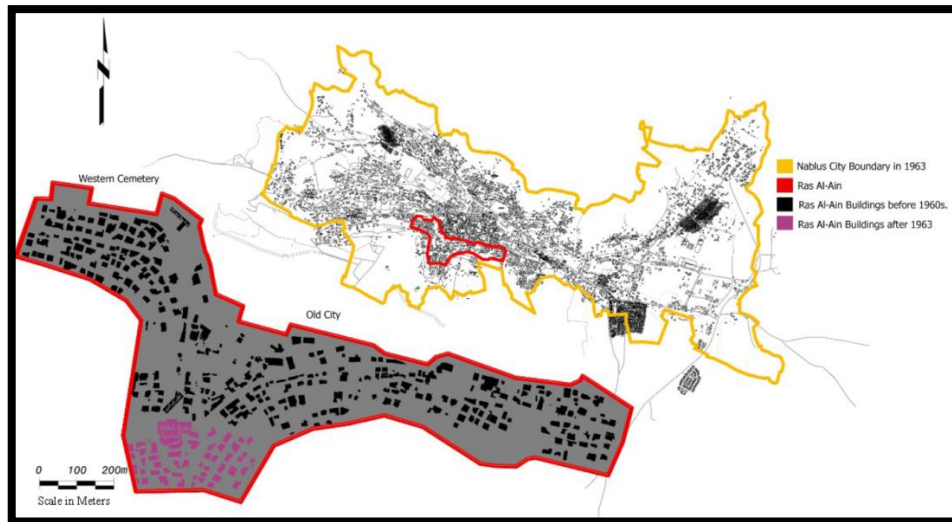 N
Western Cemetery
Nablus City Boundary in 1963
Ras Al-Ain
Ras Al-Ain Buildings before 1960s.
Ras Al-Ain Buildings after 1963
Old City
0 100 200m
Scale in Meters